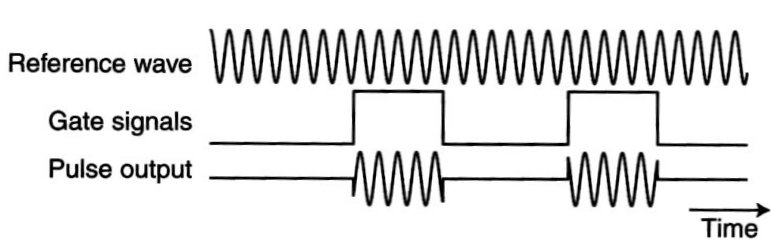 Reference wave
Gate signals
Pulse output
Time